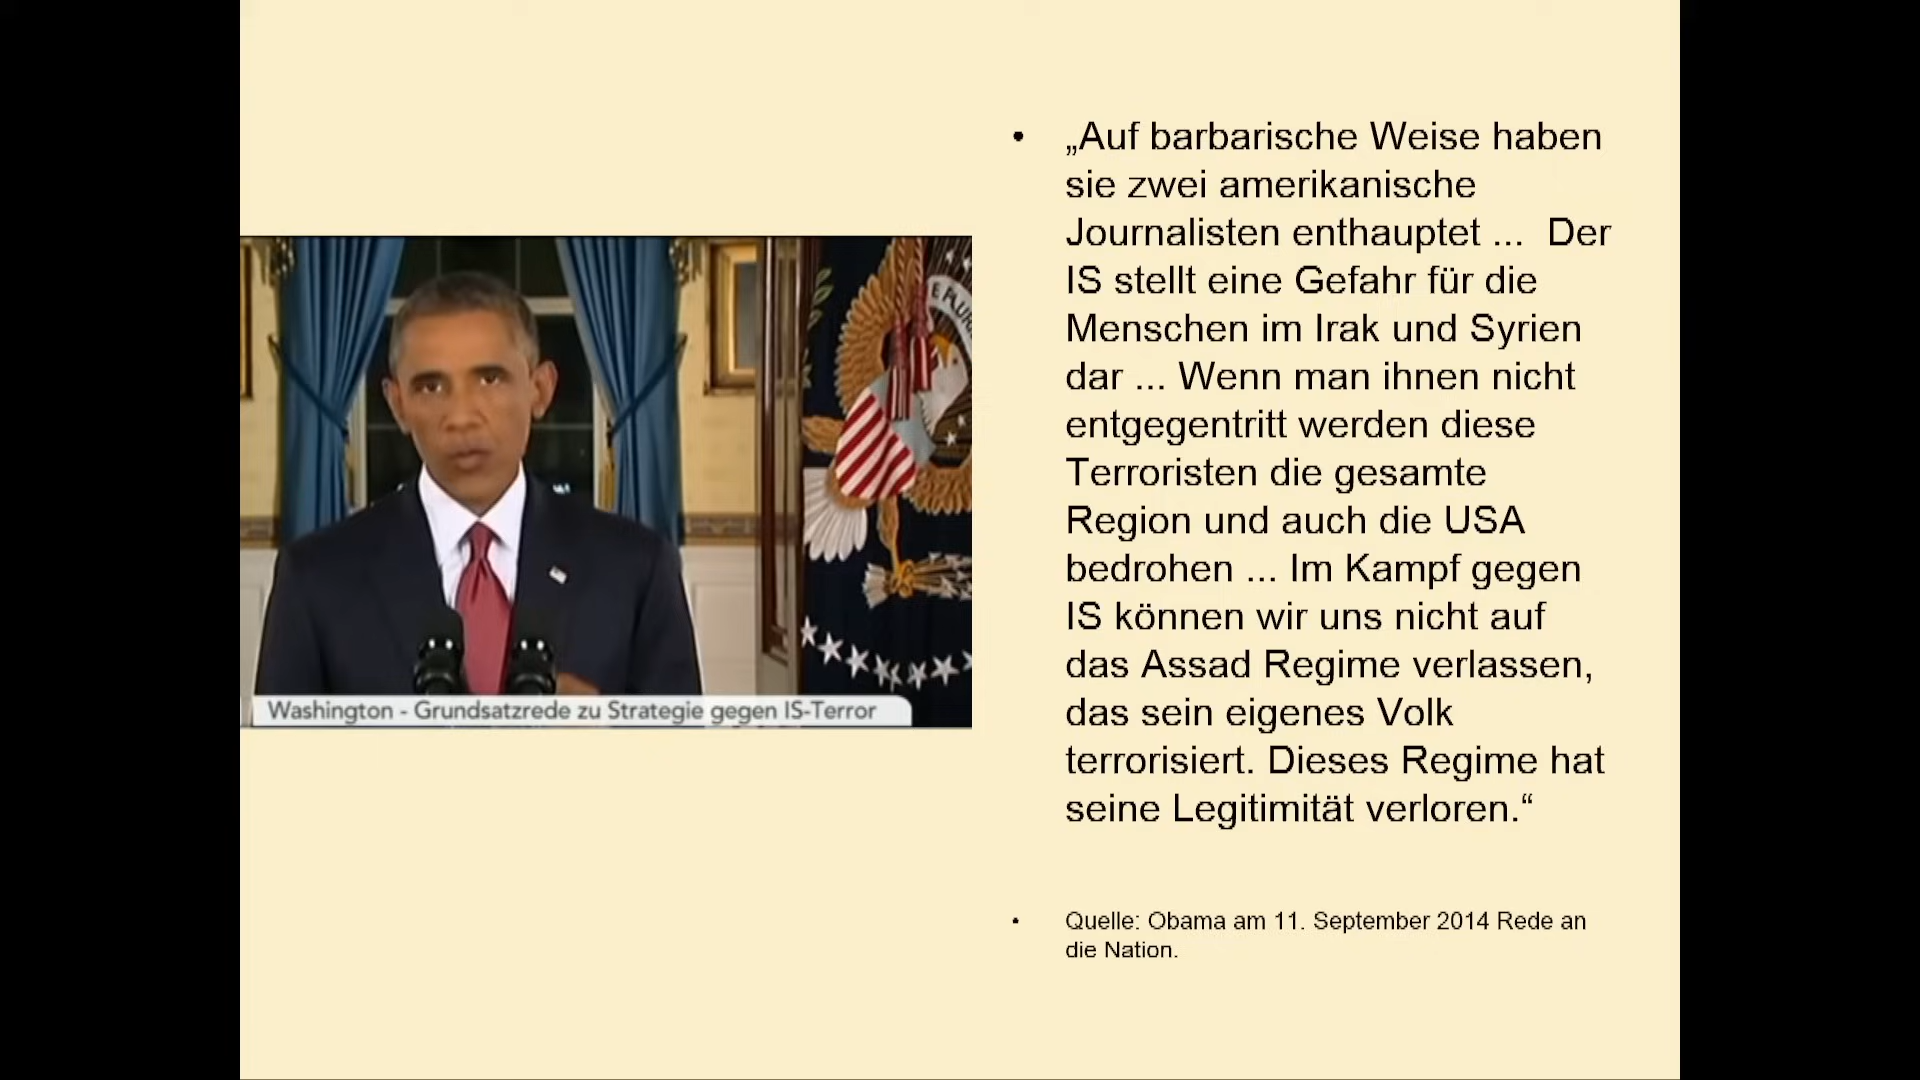 E PLURI
Washington - Grundsatzrede zu Strategie gegen IS-Terror
• „Auf barbarische Weise haben
sie zwei amerikanische
Journalisten enthauptet ... Der
IS stellt eine Gefahr für die
Menschen im Irak und Syrien
dar ... Wenn man ihnen nicht
entgegentritt werden diese
Terroristen die gesamte
Region und auch die USA
bedrohen ... Im Kampf gegen
IS können wir uns nicht auf
das Assad Regime verlassen,
das sein eigenes Volk
terrorisiert. Dieses Regime hat
seine Legitimität verloren.“
• Quelle: Obama am 11. September 2014 Rede an
die Nation.